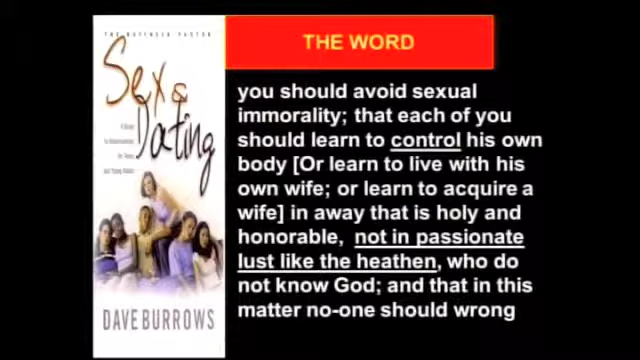 THE WORD
you should avoid sexual
immorality; that each of you
should learn to control his own
body [Or learn to live with his
own wife; or learn to acquire a
wife] in away that is holy and
honorable, not in passionate
lust like the heathen, who do
not know God; and that in this
matter no-one should wrong
Sex &
Dating
DAVE BURROWS